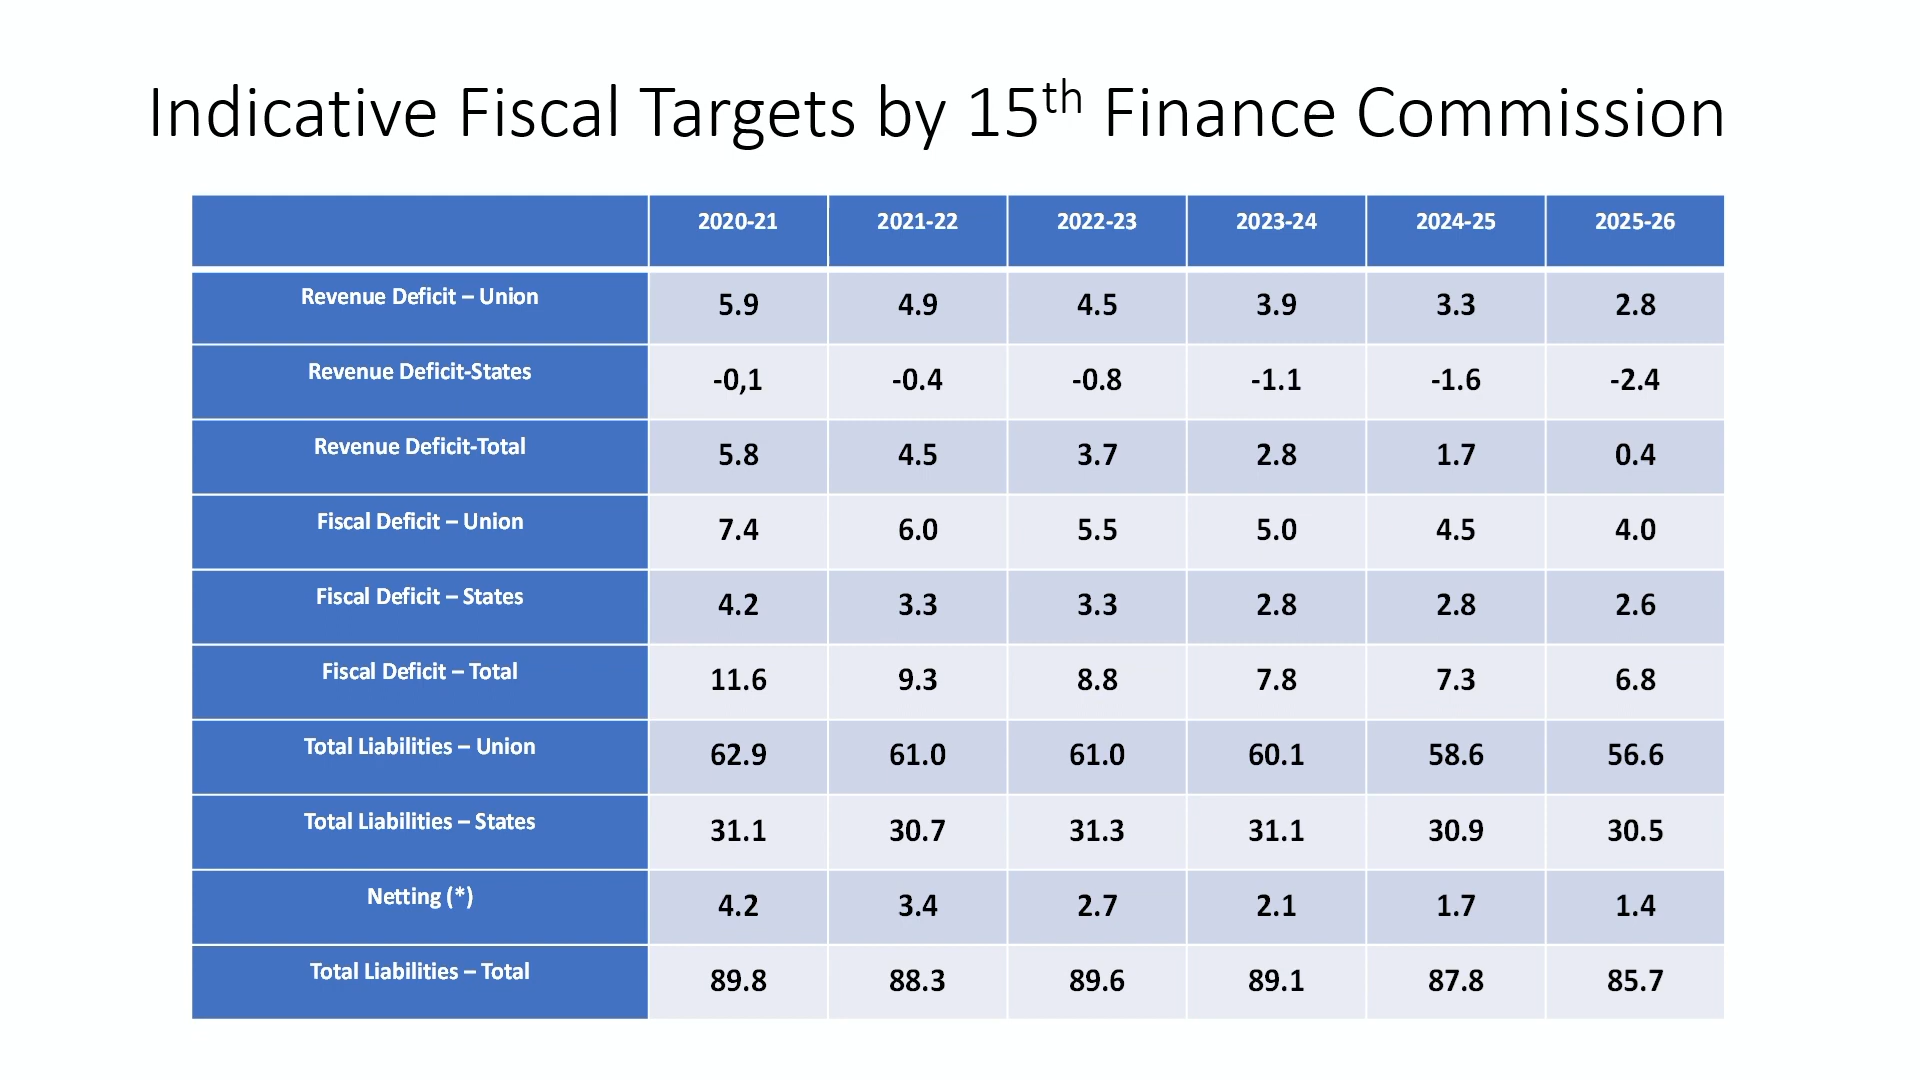 Indicative Fiscal Targets by 15th Finance Commission
2020-21 2021-22 2022-23 2023-24 2024-25 2025-26
Revenue Deficit – Union 5.9 4.9 4.5 3.9 3.3 2.8
Revenue Deficit-States -0,1 -0.4 -0.8 -1.1 -1.6 -2.4
Revenue Deficit-Total 5.8 4.5 3.7 2.8 1.7 0.4
Fiscal Deficit – Union 7.4 6.0 5.5 5.0 4.5 4.0
Fiscal Deficit – States 4.2 3.3 3.3 2.8 2.8 2.6
Fiscal Deficit – Total 11.6 9.3 8.8 7.8 7.3 6.8
Total Liabilities – Union 62.9 61.0 61.0 60.1 58.6 56.6
Total Liabilities – States 31.1 30.7 31.3 31.1 30.9 30.5
Netting (*) 4.2 3.4 2.7 2.1 1.7 1.4
Total Liabilities – Total 89.8 88.3 89.6 89.1 87.8 85.7